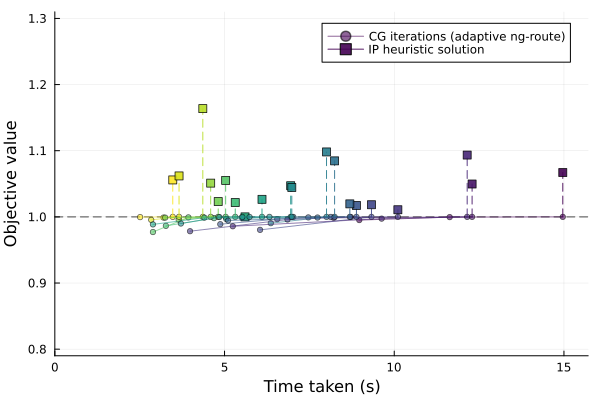 CG iterations (adaptive ng-route)
IP heuristic solution
1.3
1.2
1.1
1.0
0.9
0.8
Objective value
0
5
10
15
Time taken (s)